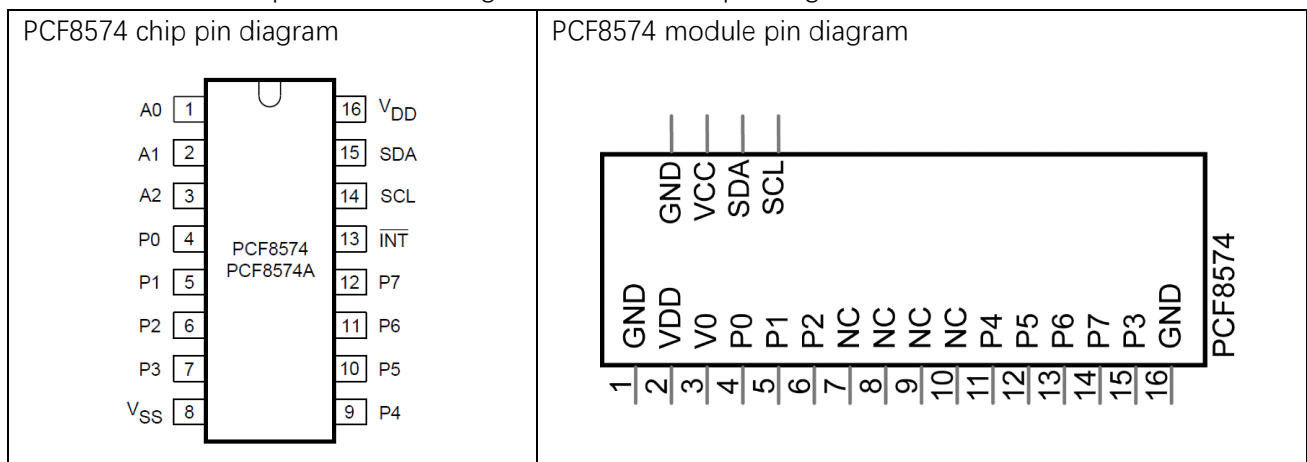 PCF8574 chip pin diagram
A0 1 16 VDD
A1 2 15 SDA
A2 3 14 SCL
P0 4 13 INT
PCF8574
PCF8574A
P1 5 12 P7
P2 6 11 P6
P3 7 10 P5
VSS 8 9 P4
PCF8574 module pin diagram
GND VCC SDA SCL
GND VDD V0 P0 P1 P2 NC NC NC NC P4 P5 P6 P7 P3 GND
1 2 3 4 5 6 7 8 9 10 11 12 13 14 15 16
PCF8574